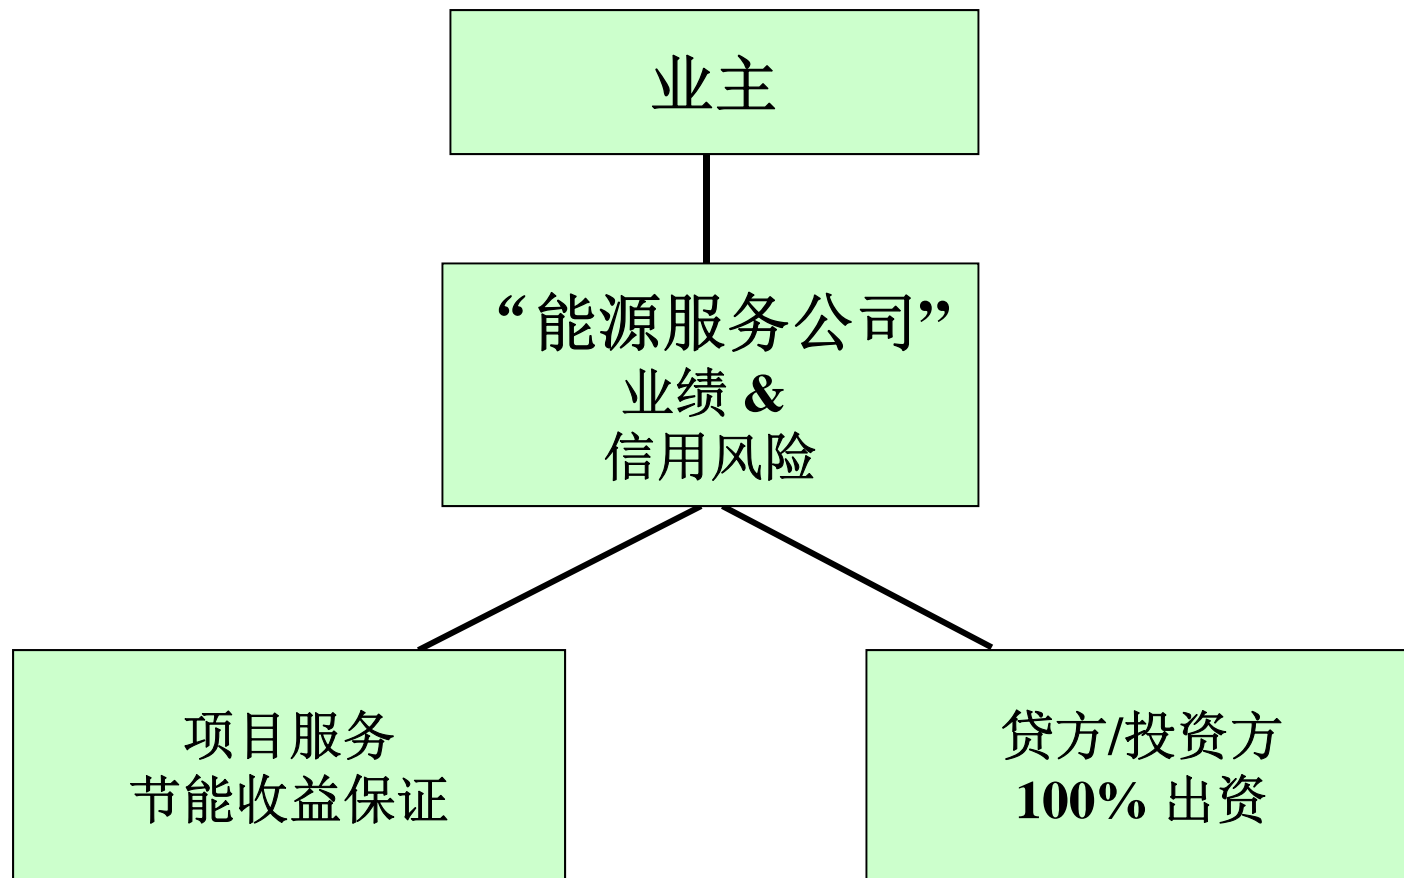 业主
“能源服务公司”
业绩 &
信用风险
项目服务
节能收益保证
贷方/投资方
100% 出资